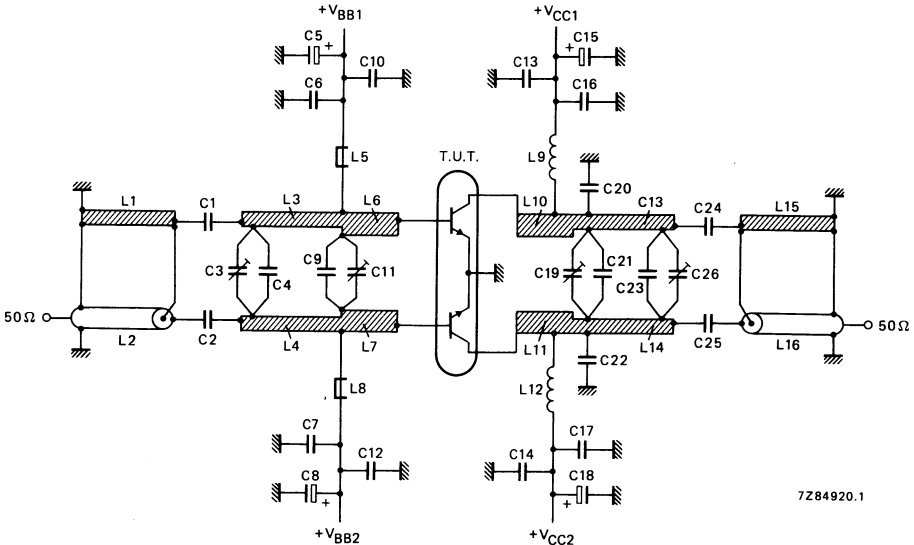 +VBB1
+VCC1
C5
+
C15
+
C10
C13
C6
C16
L5
T.U.T.
L9
C20
L1
C1
L3
L6
L10
C13
C24
L15
C3
C4
C9
C11
C19
C21
C23
C26
50Ω
L2
C2
L4
L7
L11
L14
C25
L16
50Ω
C22
L8
L12
C7
C17
C12
C14
C8
+
C18
+
7Z84920.1
+VBB2
+VCC2